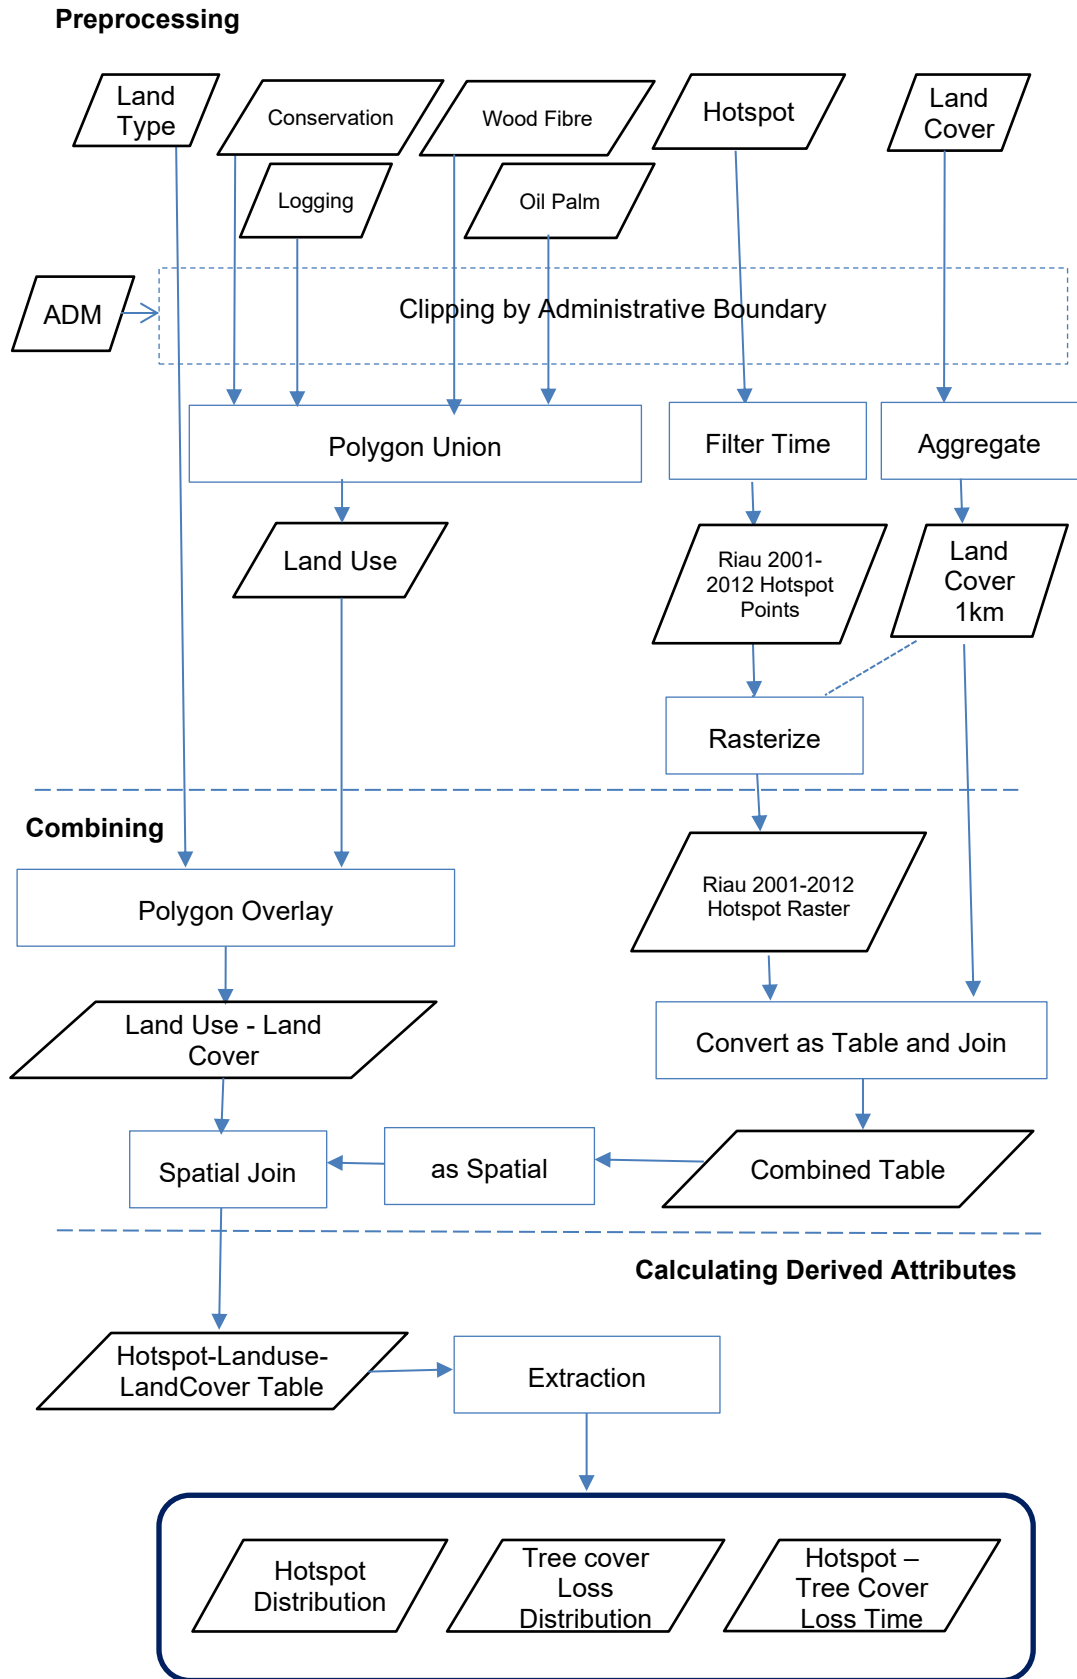 Preprocessing
Land
Type
Conservation
Wood Fibre
Hotspot
Land
Cover
Logging
Oil Palm
ADM
Clipping by Administrative Boundary
Polygon Union
Filter Time
Aggregate
Land Use
Riau 2001-
2012 Hotspot
Points
Land
Cover
1km
Rasterize
Combining
Polygon Overlay
Riau 2001-2012
Hotspot Raster
Land Use - Land
Cover
Convert as Table and Join
Spatial Join
as Spatial
Combined Table
Calculating Derived Attributes
Hotspot-Landuse-
LandCover Table
Extraction
Hotspot
Distribution
Tree cover
Loss
Distribution
Hotspot –
Tree Cover
Loss Time